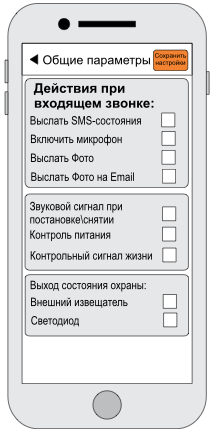 Общие параметры
Сохранить
настройки
Действия при
входящем звонке:
Выслать SMS-состояния
Включить микрофон
Выслать Фото
Выслать Фото на Email
Звуковой сигнал при
постановке\снятии
Контроль питания
Контрольный сигнал жизни
Выход состояния охраны:
Внешний извещатель
Светодиод